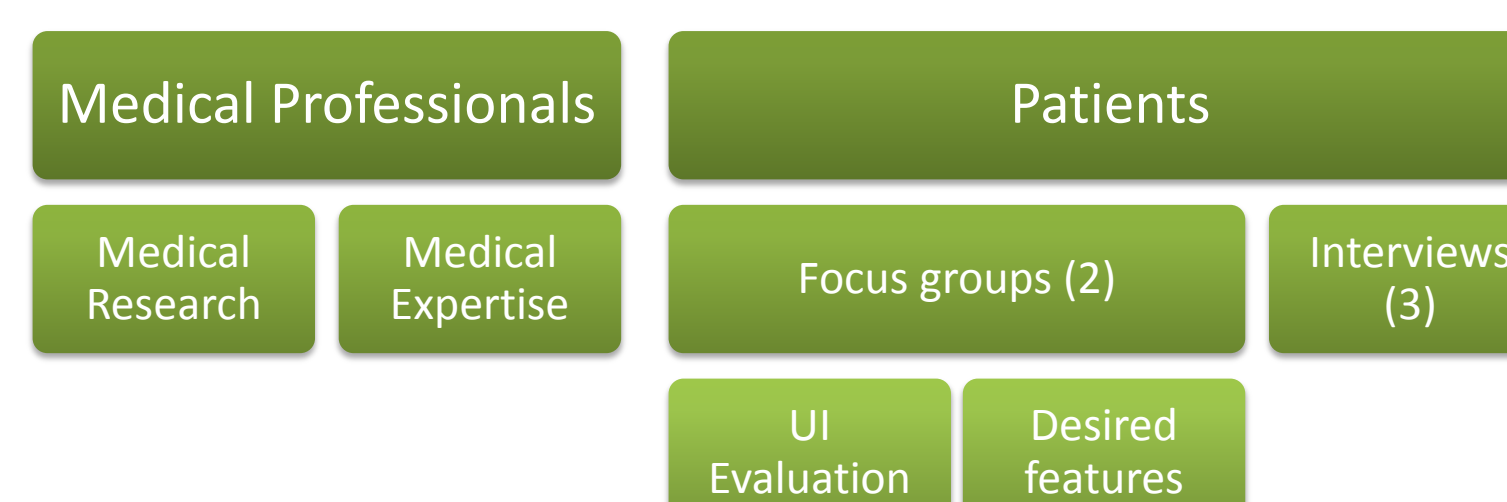 Medical Professionals
Patients
Medical
Research
Medical
Expertise
Focus groups (2)
Interviews
(3)
UI
Evaluation
Desired
features